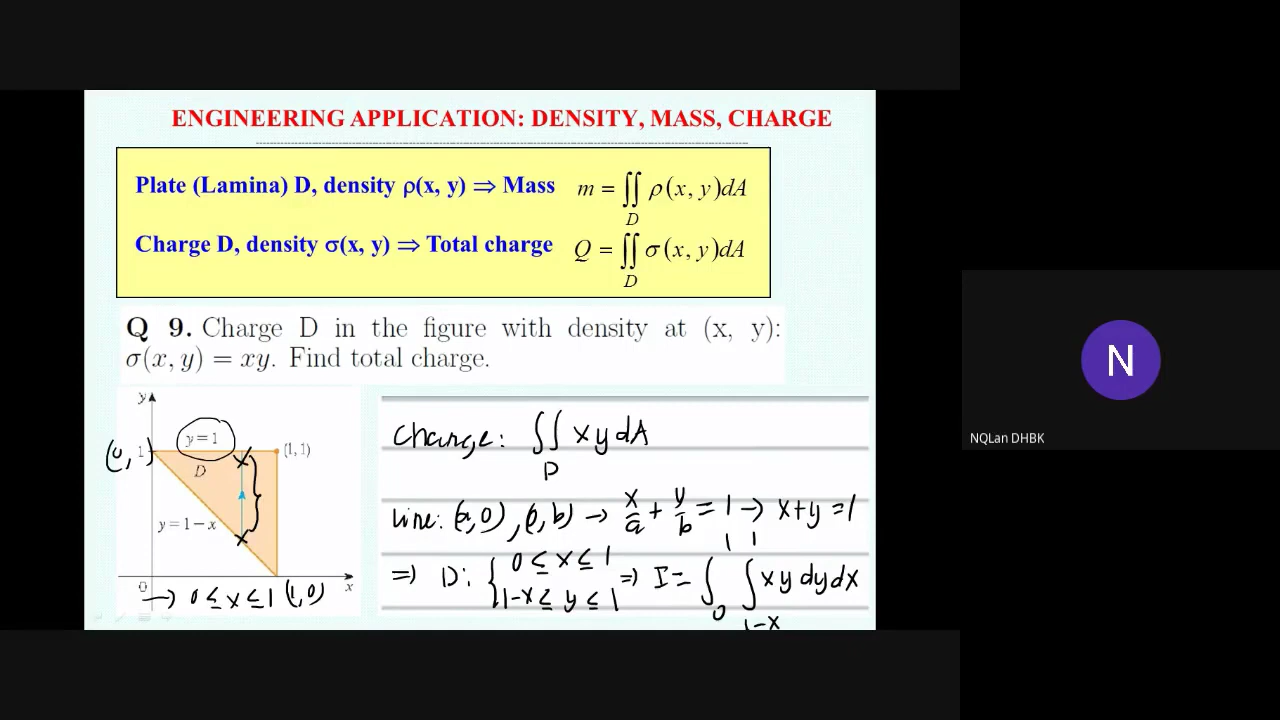 ENGINEERING APPLICATION: DENSITY, MASS, CHARGE
Plate (Lamina) D, density ρ(x, y) ⇒ Mass m = ∬_D ρ(x, y)dA
Charge D, density σ(x, y) ⇒ Total charge Q = ∬_D σ(x, y)dA
Q 9. Charge D in the figure with density at (x, y):
σ(x, y) = xy. Find total charge.
y
(0, 1)
1
y = 1
(1, 1)
D
y = 1 − x
0
x
→ 0 ≤ x ≤ 1 (1, 0)
Charge: ∬_D xy dA
Line: (a, 0), (0, b) → x/a + y/b = 1 → x+y = 1
⇒ D: { 0 ≤ x ≤ 1
1-x ≤ y ≤ 1
⇒ I = ∫_0^1 ∫_{1-x}^1 xy dy dx
N
NQLan DHBK